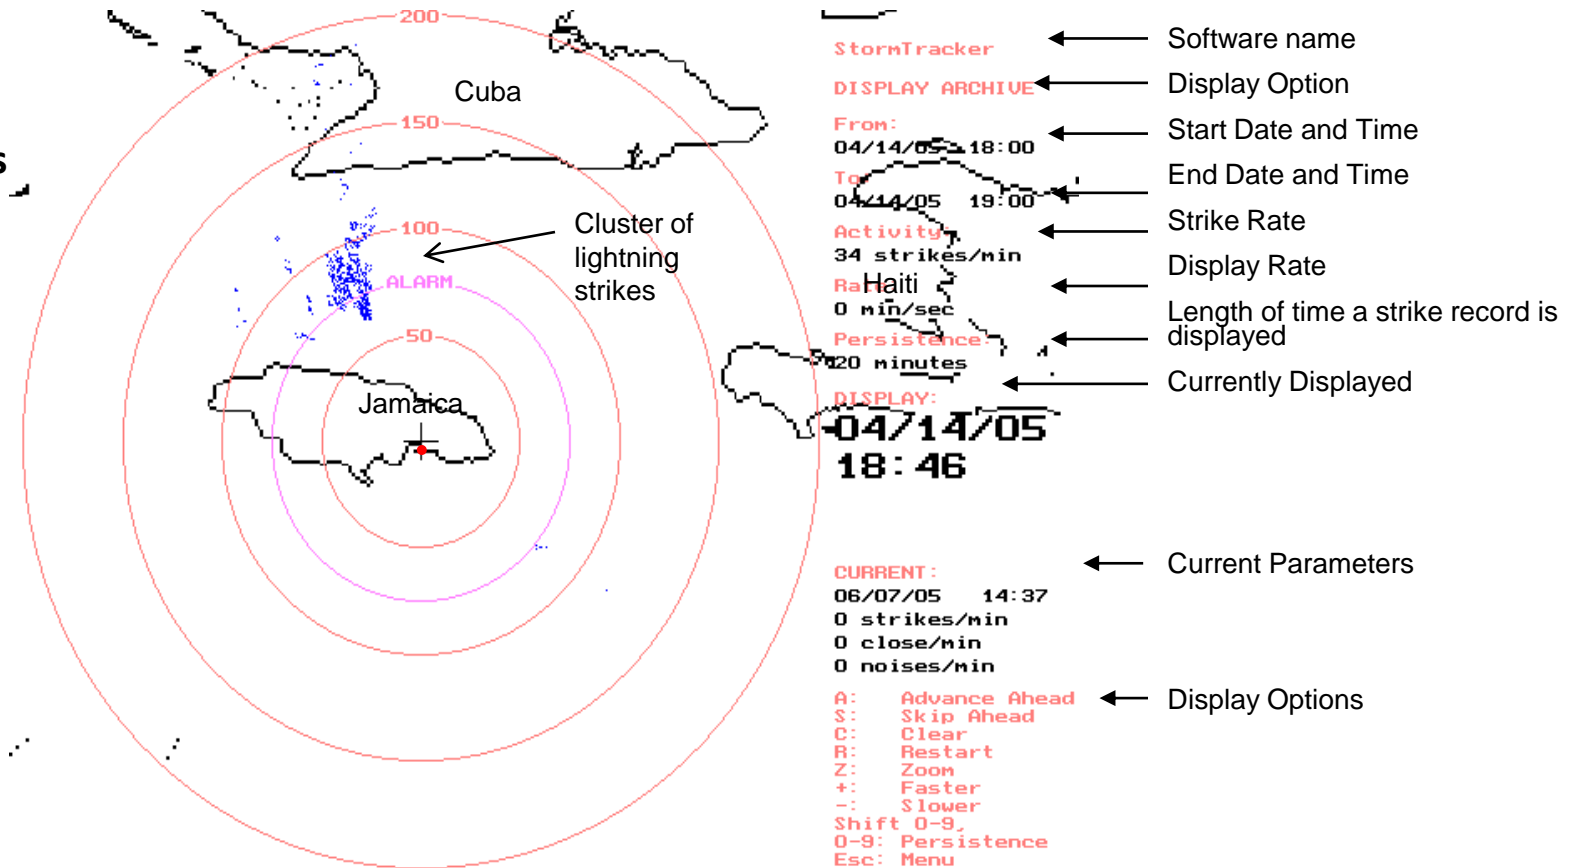 200
150
100
ALARM
50
Cuba
Cluster of
lightning
strikes
Jamaica
Haiti
s
StormTracker
DISPLAY ARCHIVE
From:
04/14/05 18:00
To
04/14/05 19:00
Activity:
34 strikes/min
Rate
0 min/sec
Persistence:
120 minutes
DISPLAY:
04/14/05
18:46
CURRENT:
06/07/05 14:37
0 strikes/min
0 close/min
0 noises/min
A: Advance Ahead
S: Skip Ahead
C: Clear
R: Restart
Z: Zoom
+: Faster
-: Slower
Shift 0-9,
0-9: Persistence
Esc: Menu
Software name
Display Option
Start Date and Time
End Date and Time
Strike Rate
Display Rate
Length of time a strike record is
displayed
Currently Displayed
Current Parameters
Display Options